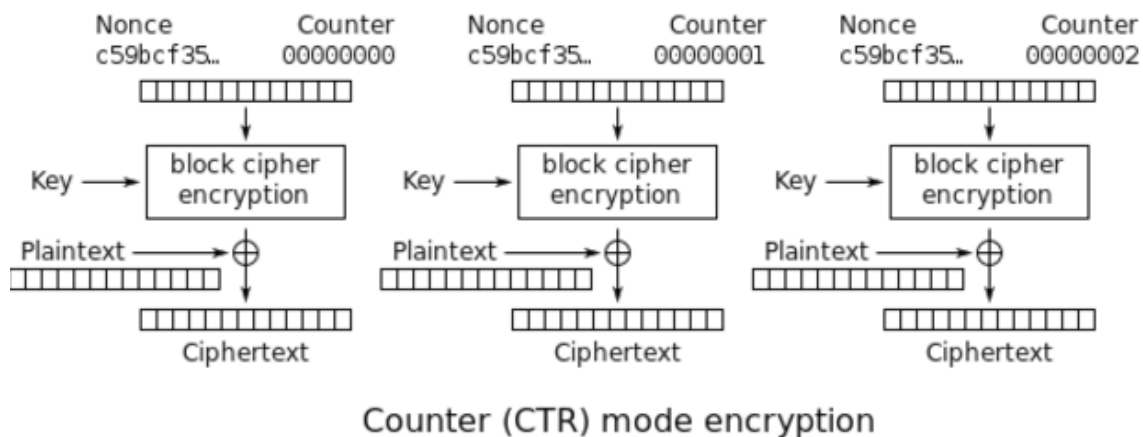 Nonce Counter Nonce Counter Nonce Counter
c59bcf35… 00000000 c59bcf35… 00000001 c59bcf35… 00000002
block cipher block cipher block cipher
Key encryption Key encryption Key encryption
Plaintext Plaintext Plaintext
Ciphertext Ciphertext Ciphertext
Counter (CTR) mode encryption